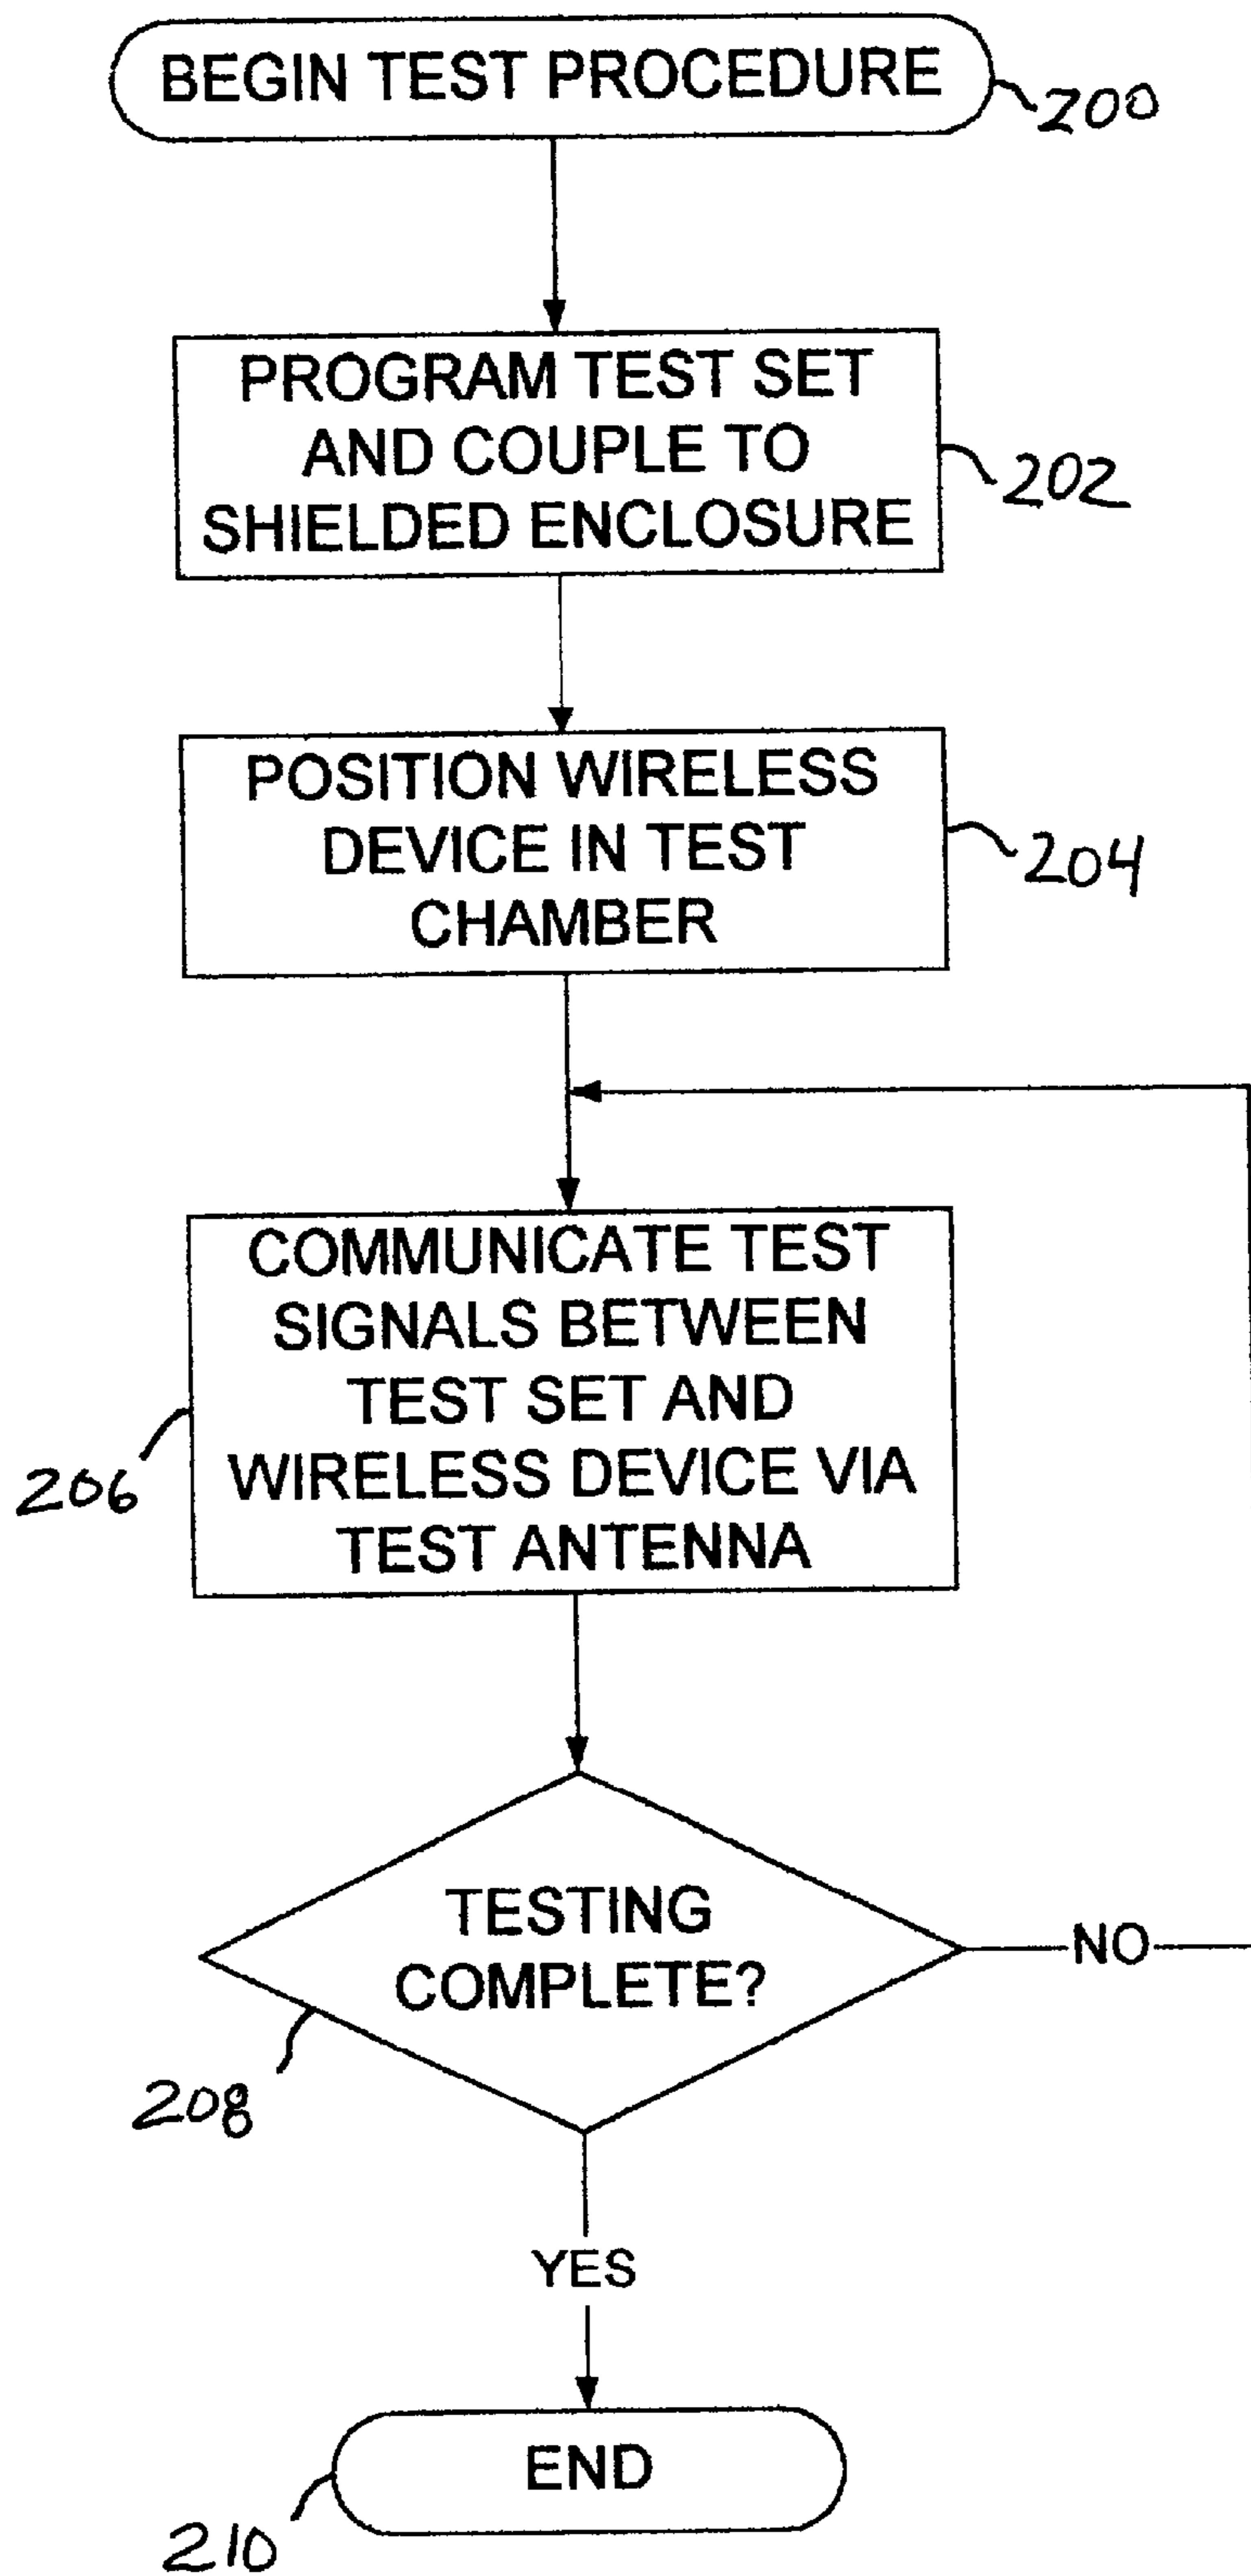 BEGIN TEST PROCEDURE
200
PROGRAM TEST SET
AND COUPLE TO
SHIELDED ENCLOSURE
202
POSITION WIRELESS
DEVICE IN TEST
CHAMBER
204
COMMUNICATE TEST
SIGNALS BETWEEN
TEST SET AND
WIRELESS DEVICE VIA
TEST ANTENNA
206
TESTING
COMPLETE?
NO
208
YES
END
210